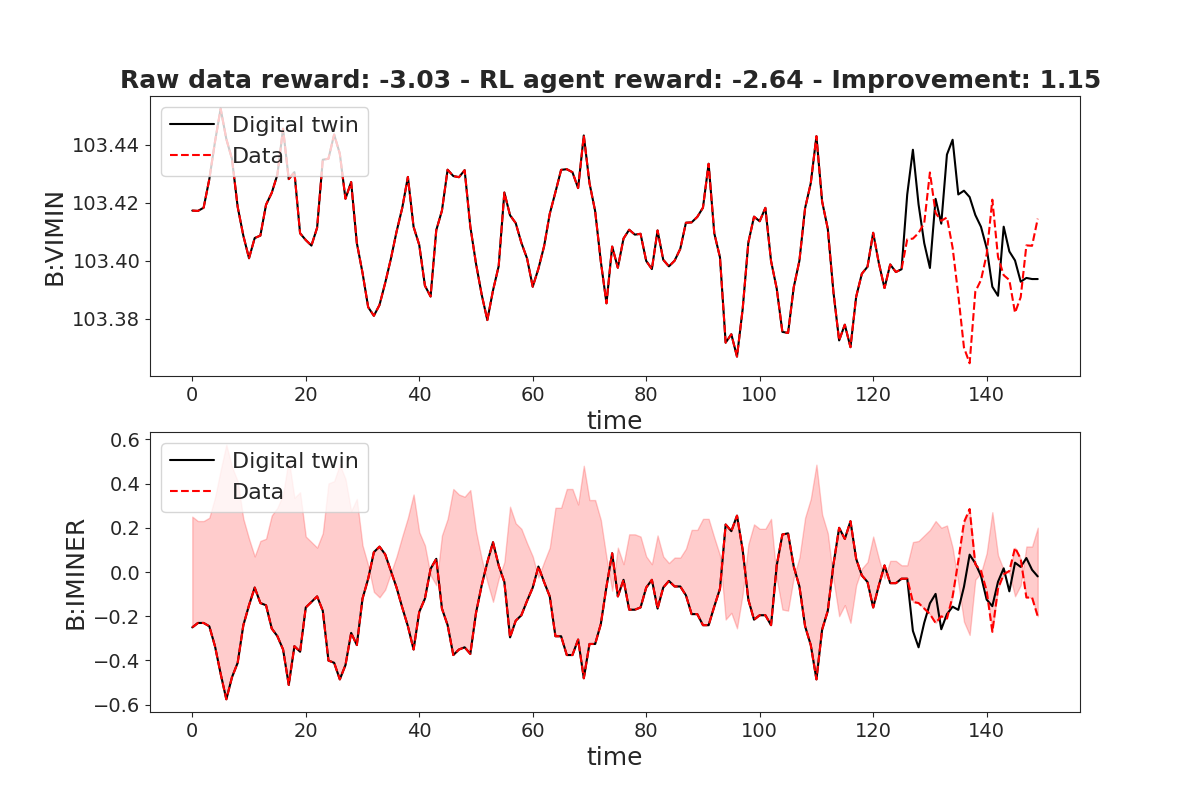 Raw data reward: -3.03 - RL agent reward: -2.64 - Improvement: 1.15
Digital twin
Data
103.44
103.42
103.40
103.38
B:VIMIN
0 20 40 60 80 100 120 140
time
Digital twin
Data
0.6
0.4
0.2
0.0
−0.2
−0.4
−0.6
B:IMINER
0 20 40 60 80 100 120 140
time